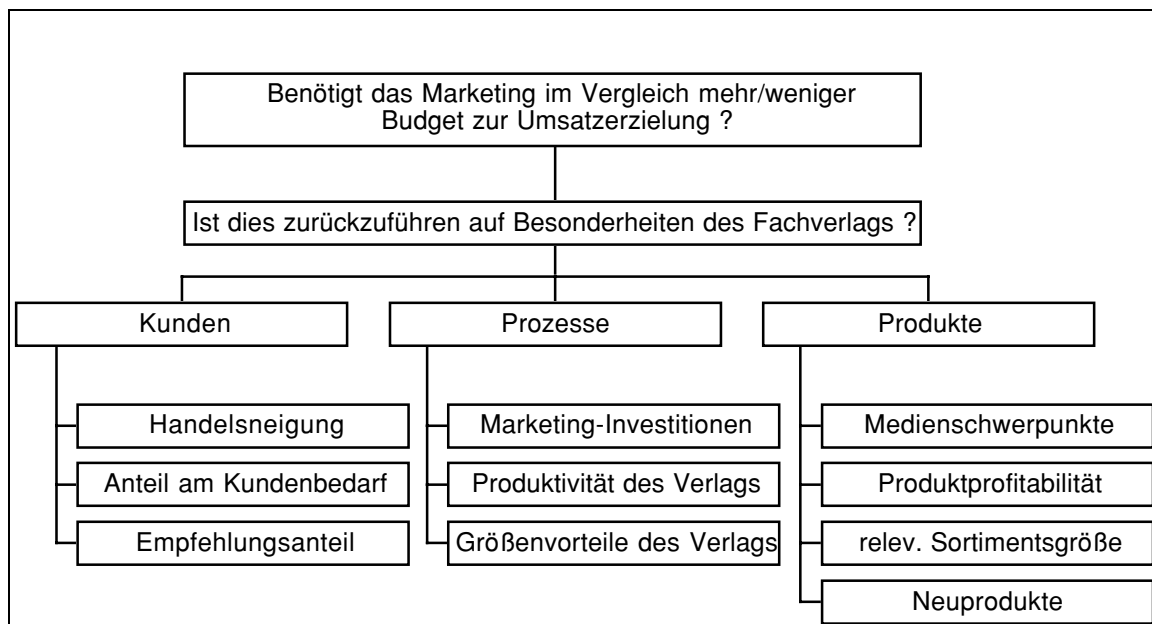 Benötigt das Marketing im Vergleich mehr/weniger
Budget zur Umsatzerzielung ?
Ist dies zurückzuführen auf Besonderheiten des Fachverlags ?
Kunden
Handelsneigung
Anteil am Kundenbedarf
Empfehlungsanteil
Prozesse
Marketing-Investitionen
Produktivität des Verlags
Größenvorteile des Verlags
Produkte
Medienschwerpunkte
Produktprofitabilität
relev. Sortimentsgröße
Neuprodukte